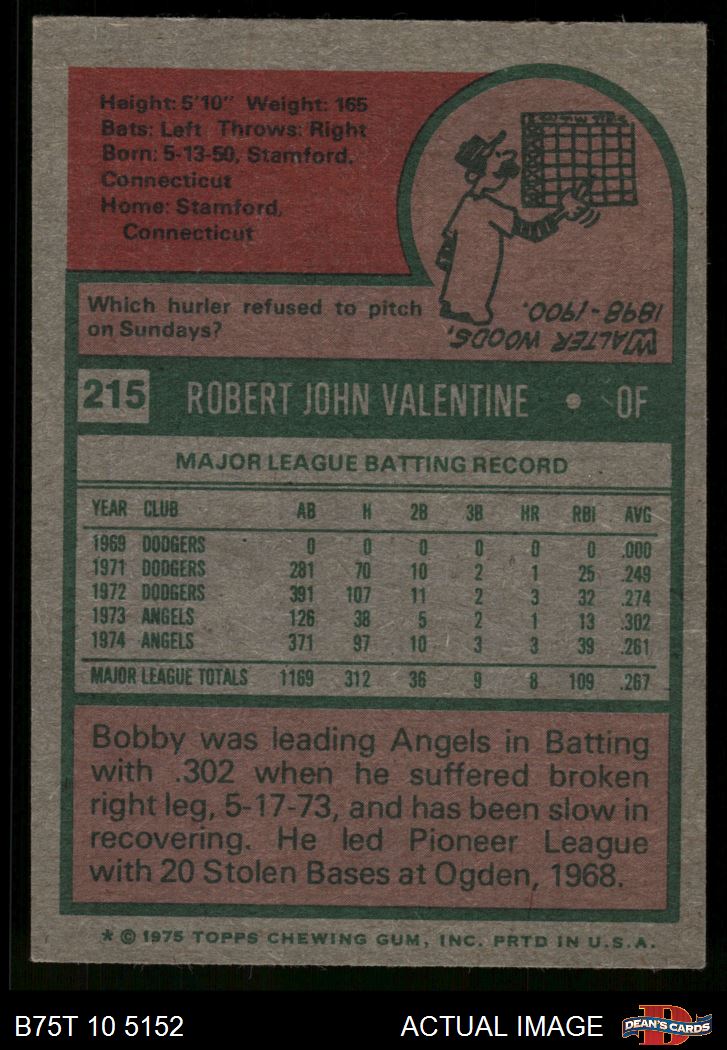 Height: 5'10" Weight: 165
Bats: Left Throws: Right
Born: 5-13-50, Stamford,
Connecticut
Home: Stamford,
Connecticut
Which hurler refused to pitch
on Sundays?
WALTER WOODS,
1898-1900.
215 ROBERT JOHN VALENTINE • OF
MAJOR LEAGUE BATTING RECORD
YEAR CLUB AB H 2B 3B HR RBI AVG
1969 DODGERS 0 0 0 0 0 0 .000
1971 DODGERS 281 70 10 2 1 25 .249
1972 DODGERS 391 107 11 2 3 32 .274
1973 ANGELS 126 38 5 2 1 13 .302
1974 ANGELS 371 97 10 3 3 39 .261
MAJOR LEAGUE TOTALS 1169 312 36 9 8 109 .267
Bobby was leading Angels in Batting
with .302 when he suffered broken
right leg, 5-17-73, and has been slow in
recovering. He led Pioneer League
with 20 Stolen Bases at Ogden, 1968.
* © 1975 TOPPS CHEWING GUM, INC. PRTD IN U.S.A.
B75T 10 5152 ACTUAL IMAGE
D
DEAN'S CARDS